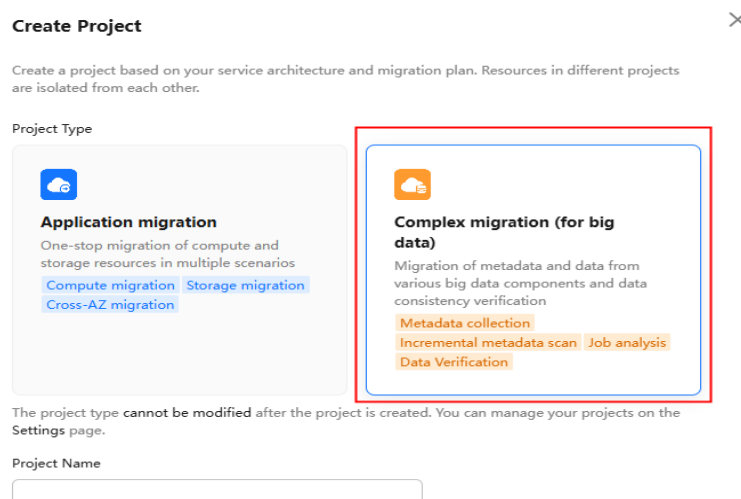 Create Project
Create a project based on your service architecture and migration plan. Resources in different projects
are isolated from each other.
Project Type
Application migration
One-stop migration of compute and
storage resources in multiple scenarios
Compute migration Storage migration
Cross-AZ migration
Complex migration (for big
data)
Migration of metadata and data from
various big data components and data
consistency verification
Metadata collection
Incremental metadata scan Job analysis
Data Verification
The project type cannot be modified after the project is created. You can manage your projects on the
Settings page.
Project Name